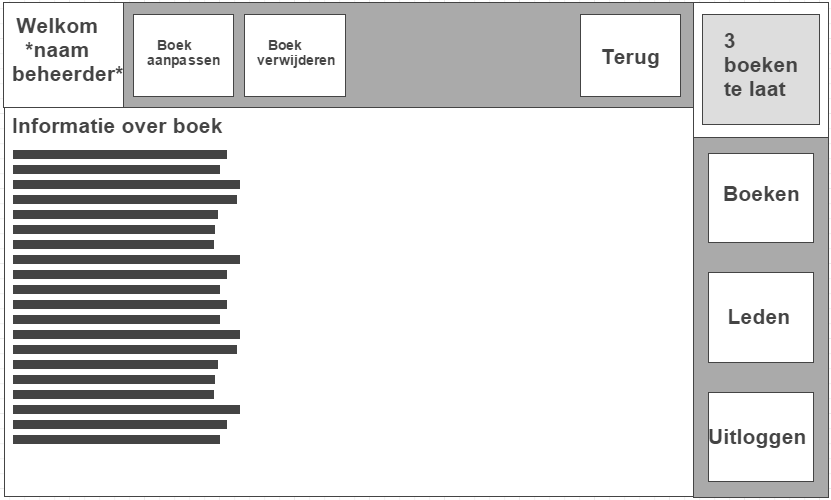 Welkom
*naam
beheerder*
Boek
aanpassen
Boek
verwijderen
Terug
3
boeken
te laat
Informatie over boek
Boeken
Leden
Uitloggen